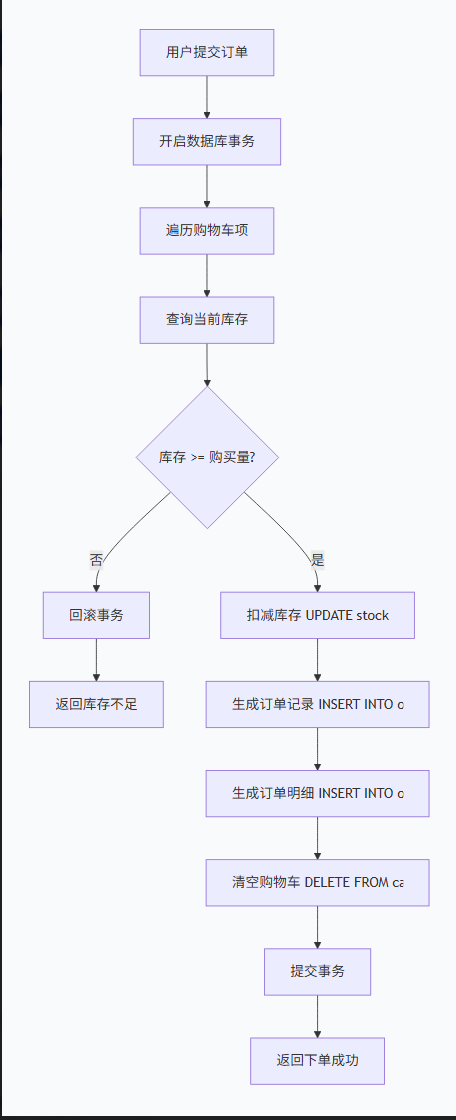 用户提交订单
开启数据库事务
遍历购物车项
查询当前库存
库存 >= 购买量?
否
是
回滚事务
扣减库存 UPDATE stock
返回库存不足
生成订单记录 INSERT INTO o
生成订单明细 INSERT INTO o
清空购物车 DELETE FROM ca
提交事务
返回下单成功